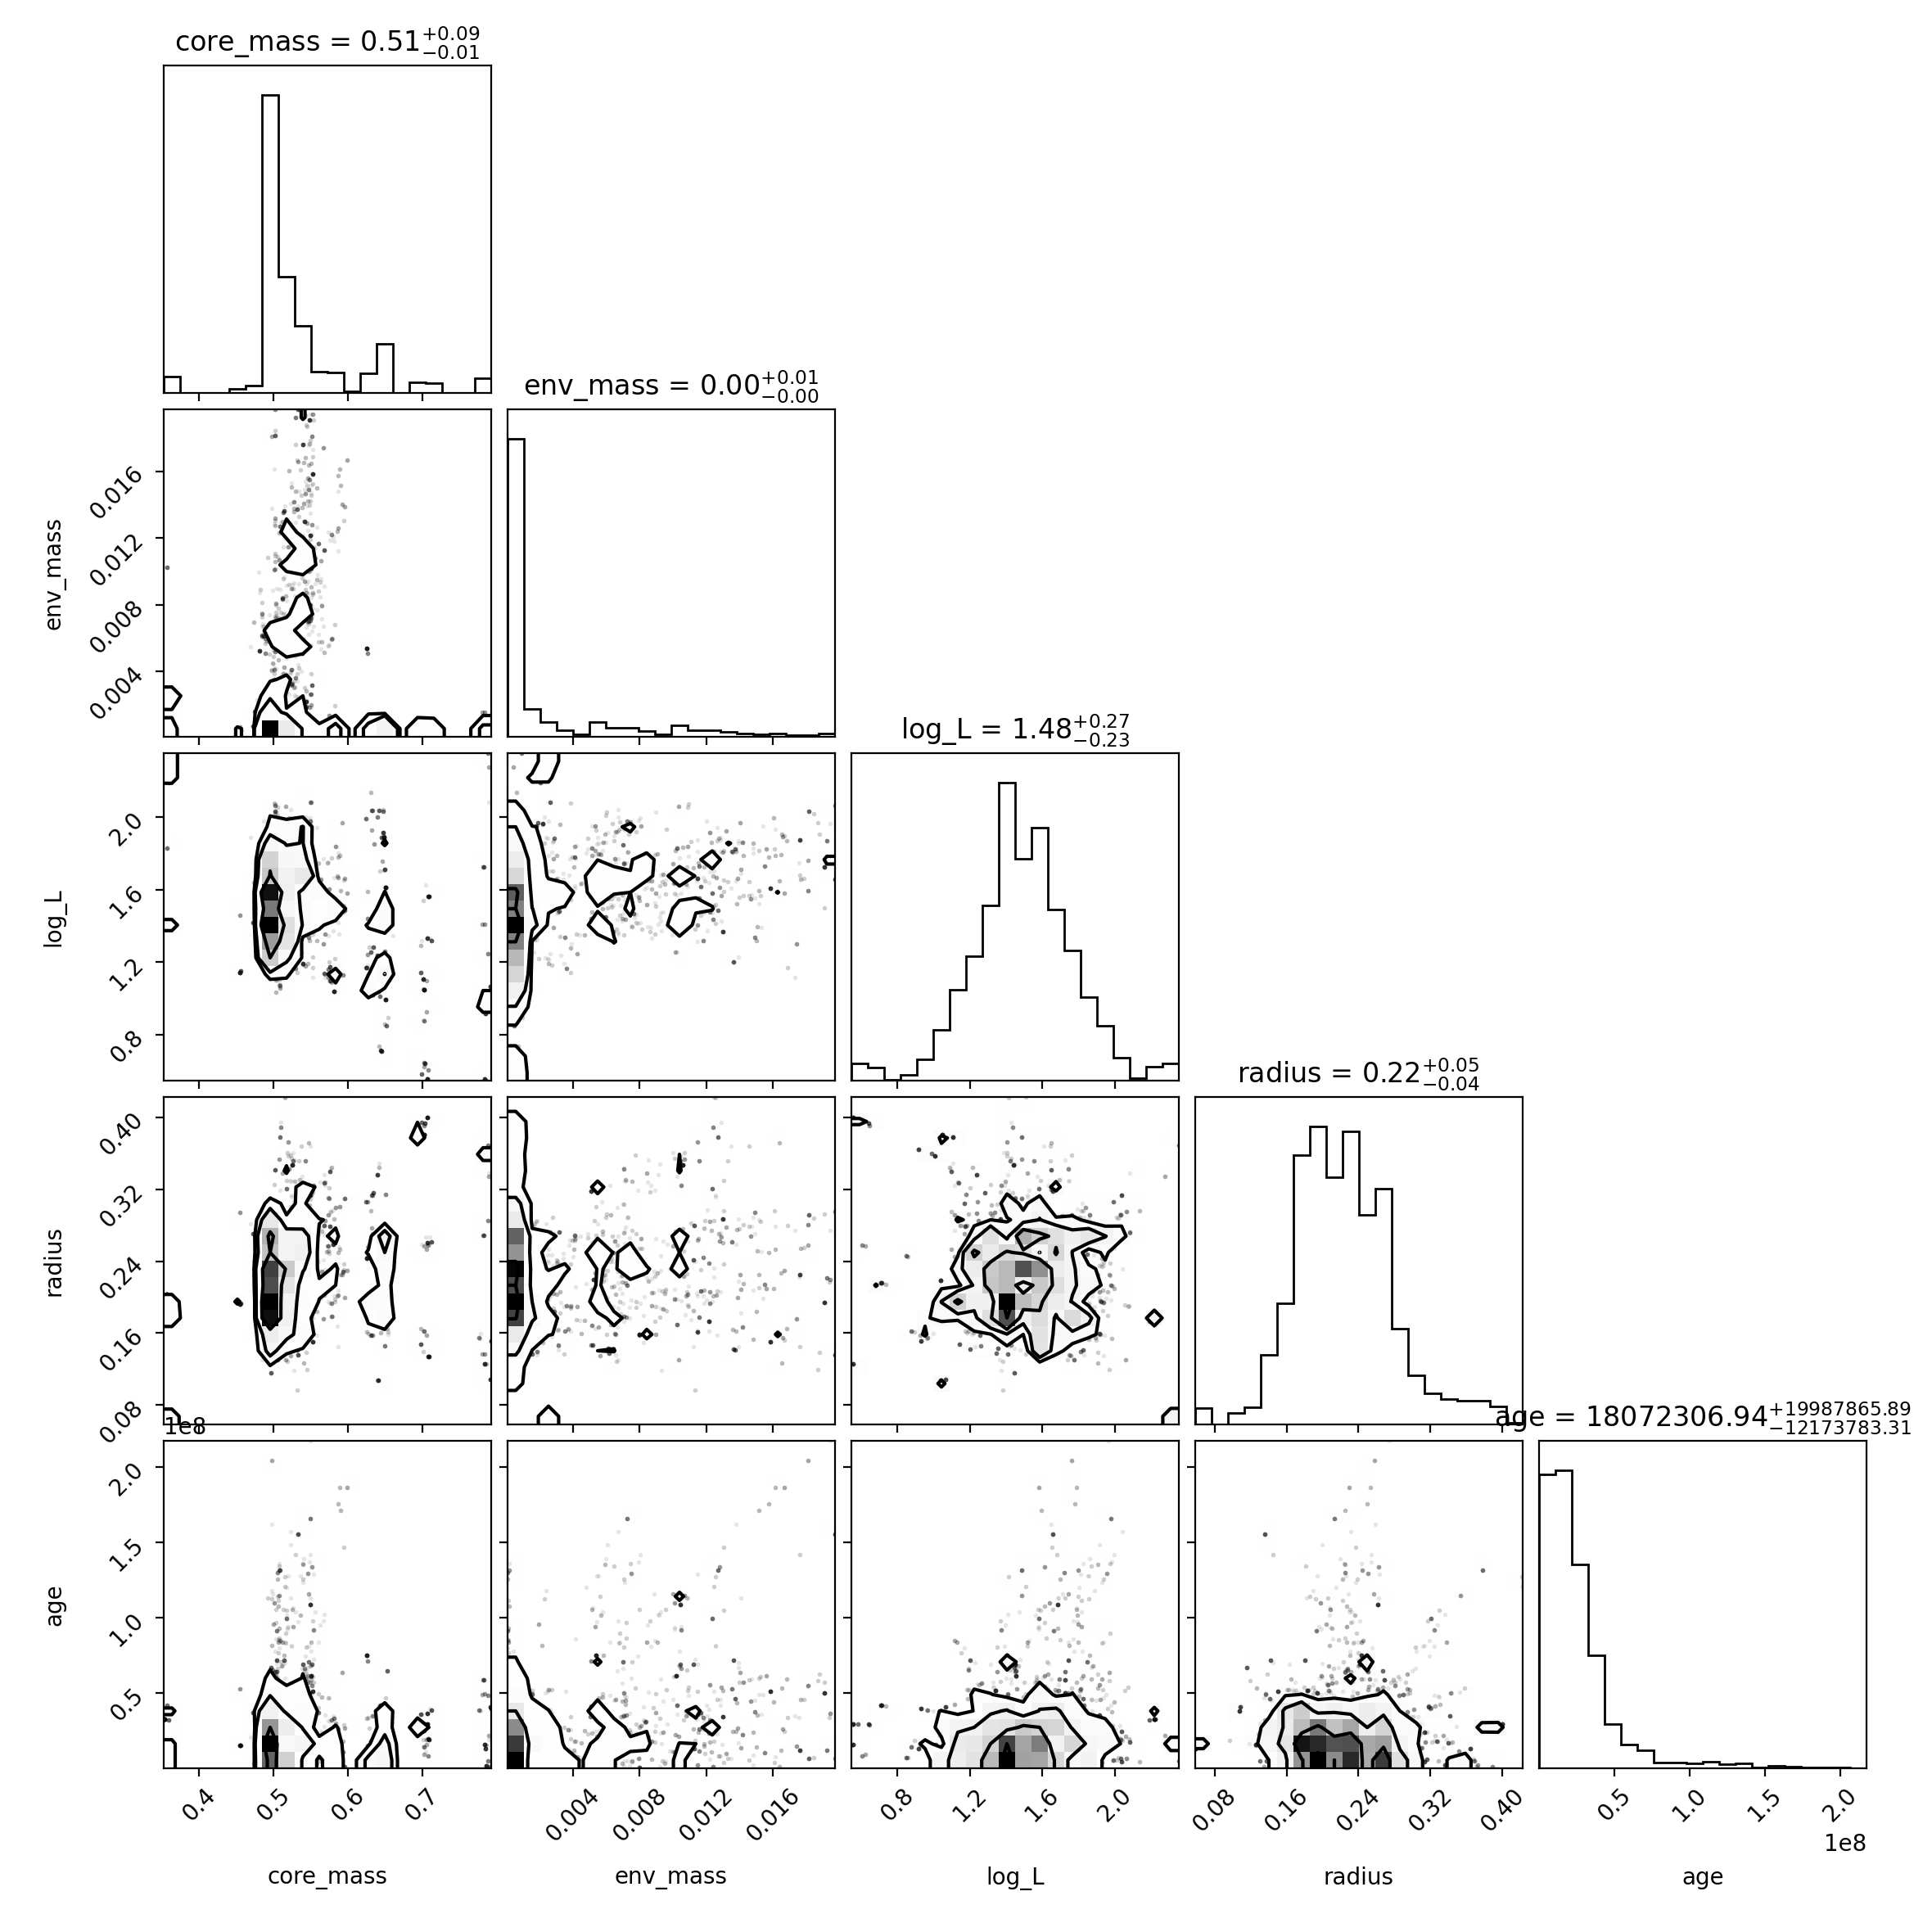 core_mass = 0.51+0.09 −0.01
env_mass = 0.00+0.01 −0.00
0.016
0.012
0.008
0.004
env_mass
log_L = 1.48+0.27 −0.23
2.0
1.6
1.2
0.8
log_L
radius = 0.22+0.05 −0.04
0.40
0.32
0.24
0.16
0.08
radius
1e8
age = 18072306.94+19987865.89 −12173783.31
2.0
1.5
1.0
0.5
age
0.4 0.5 0.6 0.7 0.004 0.008 0.012 0.016 0.8 1.2 1.6 2.0 0.08 0.16 0.24 0.32 0.40 0.5 1.0 1.5 2.0
1e8
core_mass env_mass log_L radius age